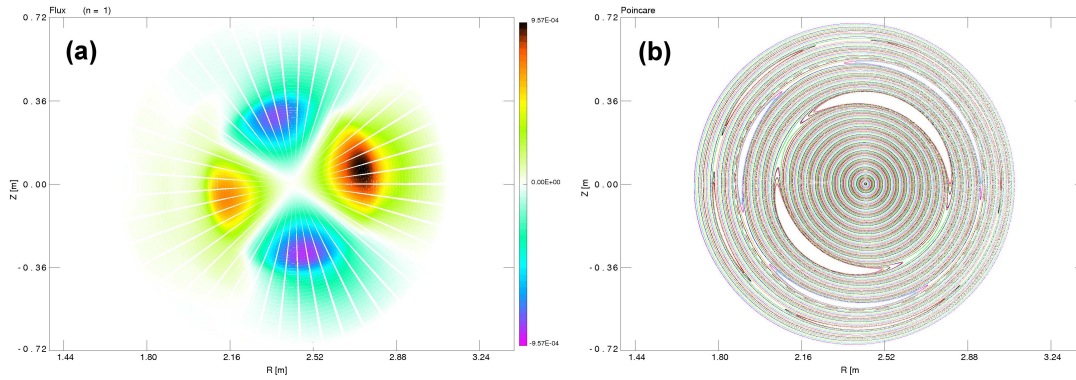 Flux (n = 1)
(a)
0.72
0.36
0.00
-0.36
-0.72
Z [m]
1.44 1.80 2.16 2.52 2.88 3.24
R [m]
9.57E-04
0.00E+00
-9.57E-04
Poincare
(b)
0.72
0.36
0.00
-0.36
-0.72
Z [m]
1.44 1.80 2.16 2.52 2.88 3.24
R [m]